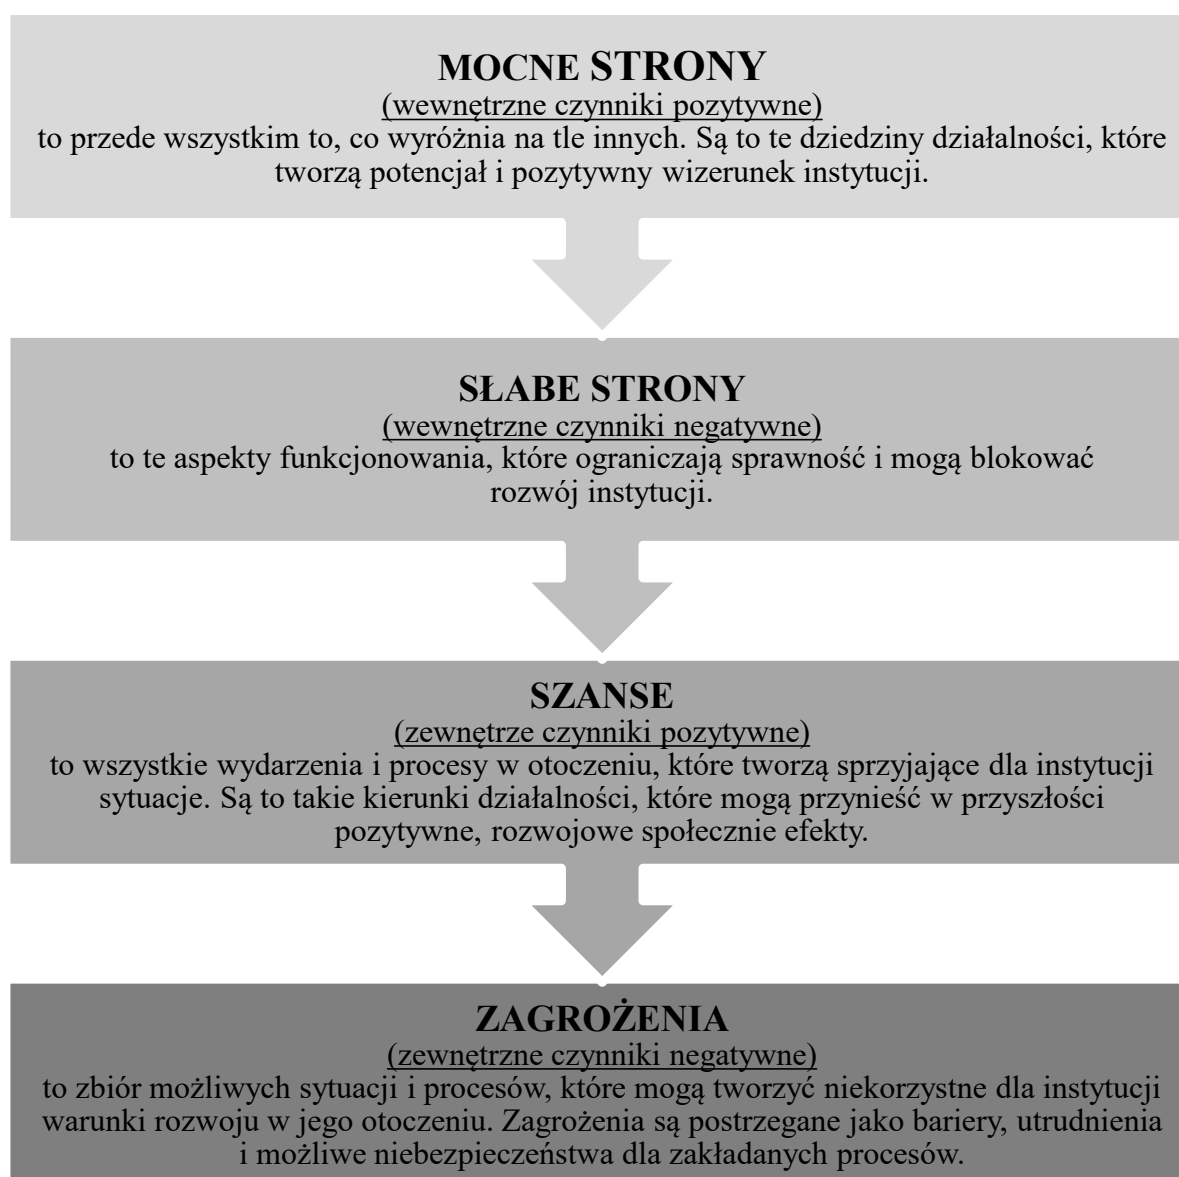 MOCNE STRONY
(wewnętrzne czynniki pozytywne)
to przede wszystkim to, co wyróżnia na tle innych. Są to te dziedziny działalności, które
tworzą potencjał i pozytywny wizerunek instytucji.
SŁABE STRONY
(wewnętrzne czynniki negatywne)
to te aspekty funkcjonowania, które ograniczają sprawność i mogą blokować
rozwój instytucji.
SZANSE
(zewnętrze czynniki pozytywne)
to wszystkie wydarzenia i procesy w otoczeniu, które tworzą sprzyjające dla instytucji
sytuacje. Są to takie kierunki działalności, które mogą przynieść w przyszłości
pozytywne, rozwojowe społecznie efekty.
ZAGROŻENIA
(zewnętrzne czynniki negatywne)
to zbiór możliwych sytuacji i procesów, które mogą tworzyć niekorzystne dla instytucji
warunki rozwoju w jego otoczeniu. Zagrożenia są postrzegane jako bariery, utrudnienia
i możliwe niebezpieczeństwa dla zakładanych procesów.